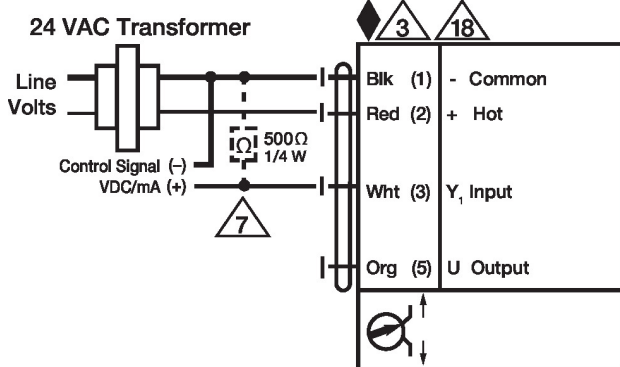 24 VAC Transformer
3 18
Line
Volts
Blk (1) - Common
Red (2) + Hot
Ω 500Ω
1/4 W
Control Signal (–)
VDC/mA (+)
Wht (3) Y₁ Input
7
Org (5) U Output